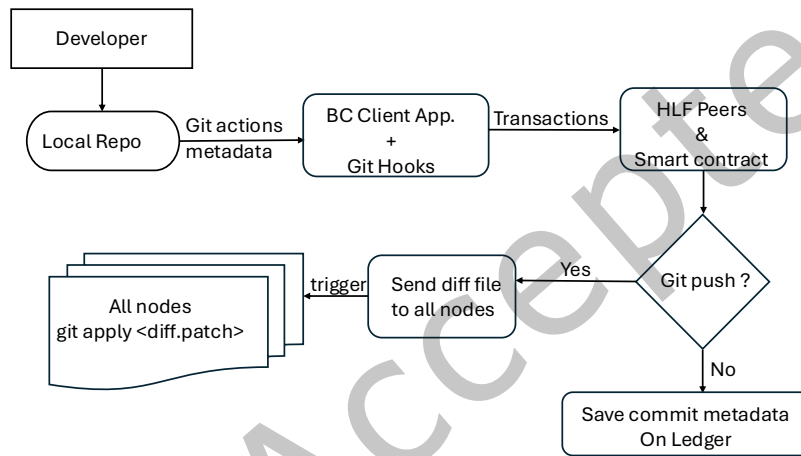 Developer
Local Repo
Git actions
metadata
BC Client App.
+
Git Hooks
Transactions
HLF Peers
&
Smart contract
Git push ?
Yes
Send diff file
to all nodes
trigger
All nodes
git apply <diff.patch>
No
Save commit metadata
On Ledger
Accepte